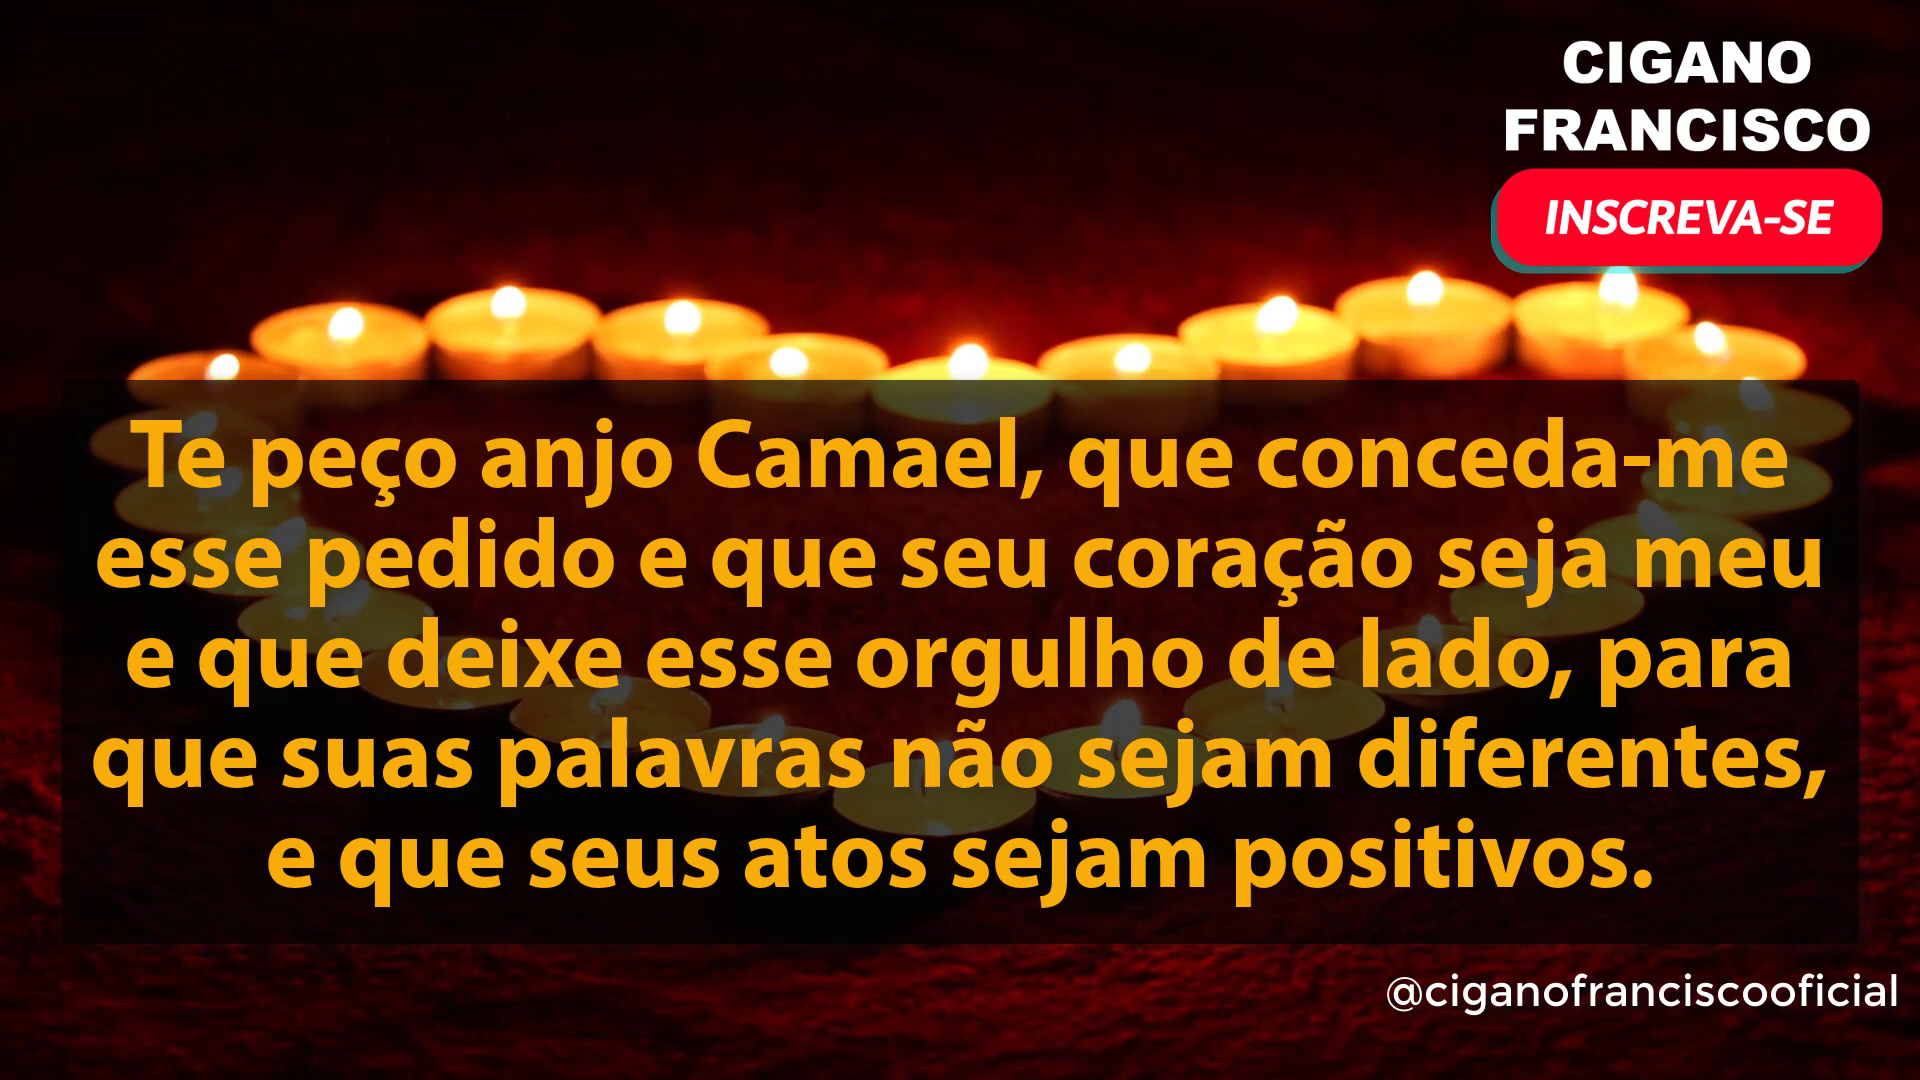 CIGANO
FRANCISCO
INSCREVA-SE
Te peço anjo Camael, que conceda-me
esse pedido e que seu coração seja meu
e que deixe esse orgulho de lado, para
que suas palavras não sejam diferentes,
e que seus atos sejam positivos.
@ciganofranciscooficial